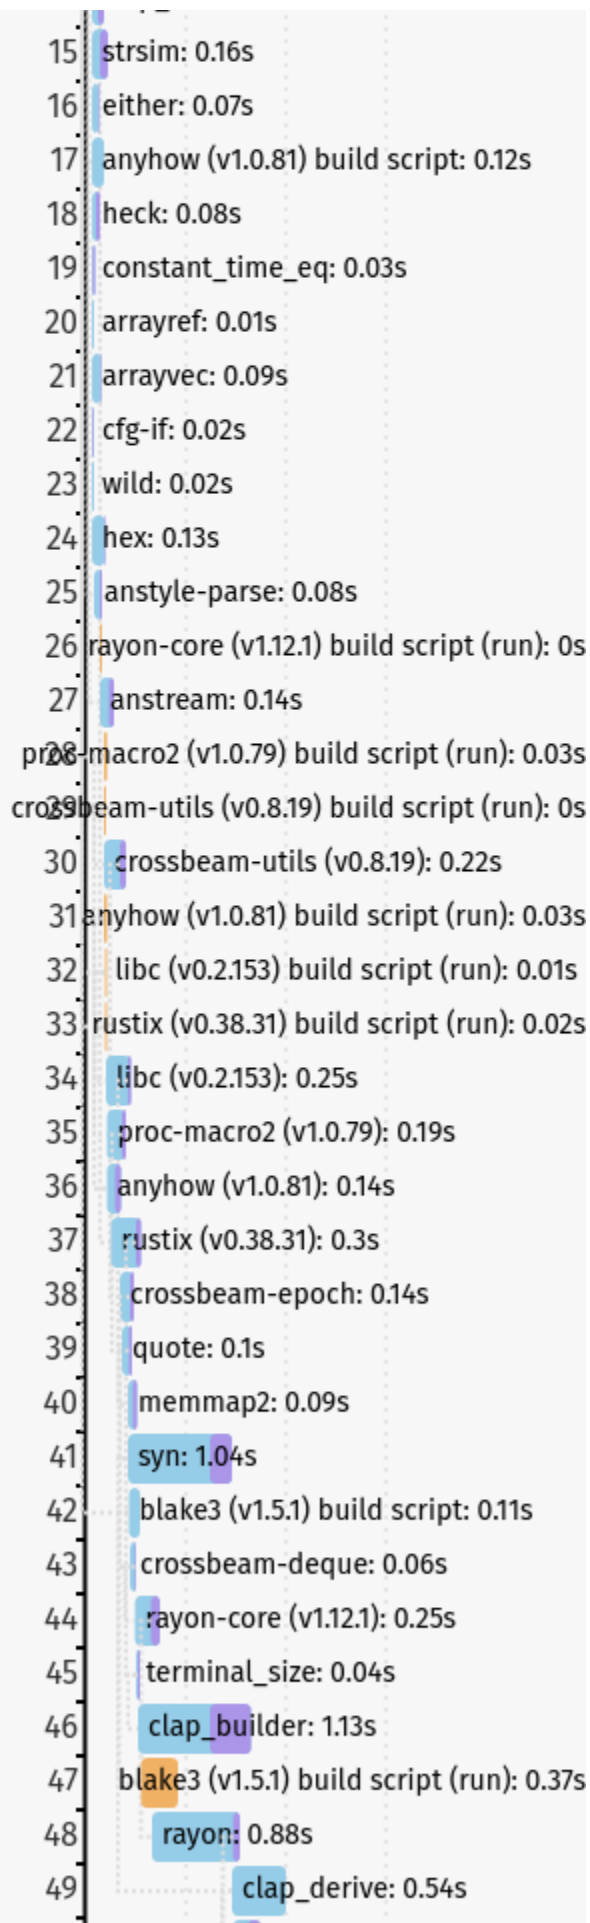 15 strsim: 0.16s
16 either: 0.07s
17 anyhow (v1.0.81) build script: 0.12s
18 heck: 0.08s
19 constant_time_eq: 0.03s
20 arrayref: 0.01s
21 arrayvec: 0.09s
22 cfg-if: 0.02s
23 wild: 0.02s
24 hex: 0.13s
25 anstyle-parse: 0.08s
26 rayon-core (v1.12.1) build script (run): 0s
27 anstream: 0.14s
28 proc-macro2 (v1.0.79) build script (run): 0.03s
29 crossbeam-utils (v0.8.19) build script (run): 0s
30 crossbeam-utils (v0.8.19): 0.22s
31 anyhow (v1.0.81) build script (run): 0.03s
32 libc (v0.2.153) build script (run): 0.01s
33 rustix (v0.38.31) build script (run): 0.02s
34 libc (v0.2.153): 0.25s
35 proc-macro2 (v1.0.79): 0.19s
36 anyhow (v1.0.81): 0.14s
37 rustix (v0.38.31): 0.3s
38 crossbeam-epoch: 0.14s
39 quote: 0.1s
40 memmap2: 0.09s
41 syn: 1.04s
42 blake3 (v1.5.1) build script: 0.11s
43 crossbeam-deque: 0.06s
44 rayon-core (v1.12.1): 0.25s
45 terminal_size: 0.04s
46 clap_builder: 1.13s
47 blake3 (v1.5.1) build script (run): 0.37s
48 rayon: 0.88s
49 clap_derive: 0.54s